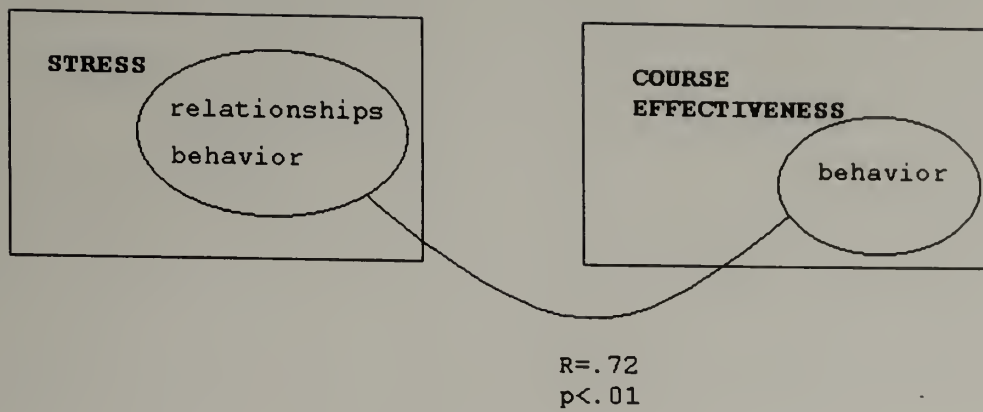 STRESS
relationships
behavior
COURSE
EFFECTIVENESS
behavior
R=.72
p<.01